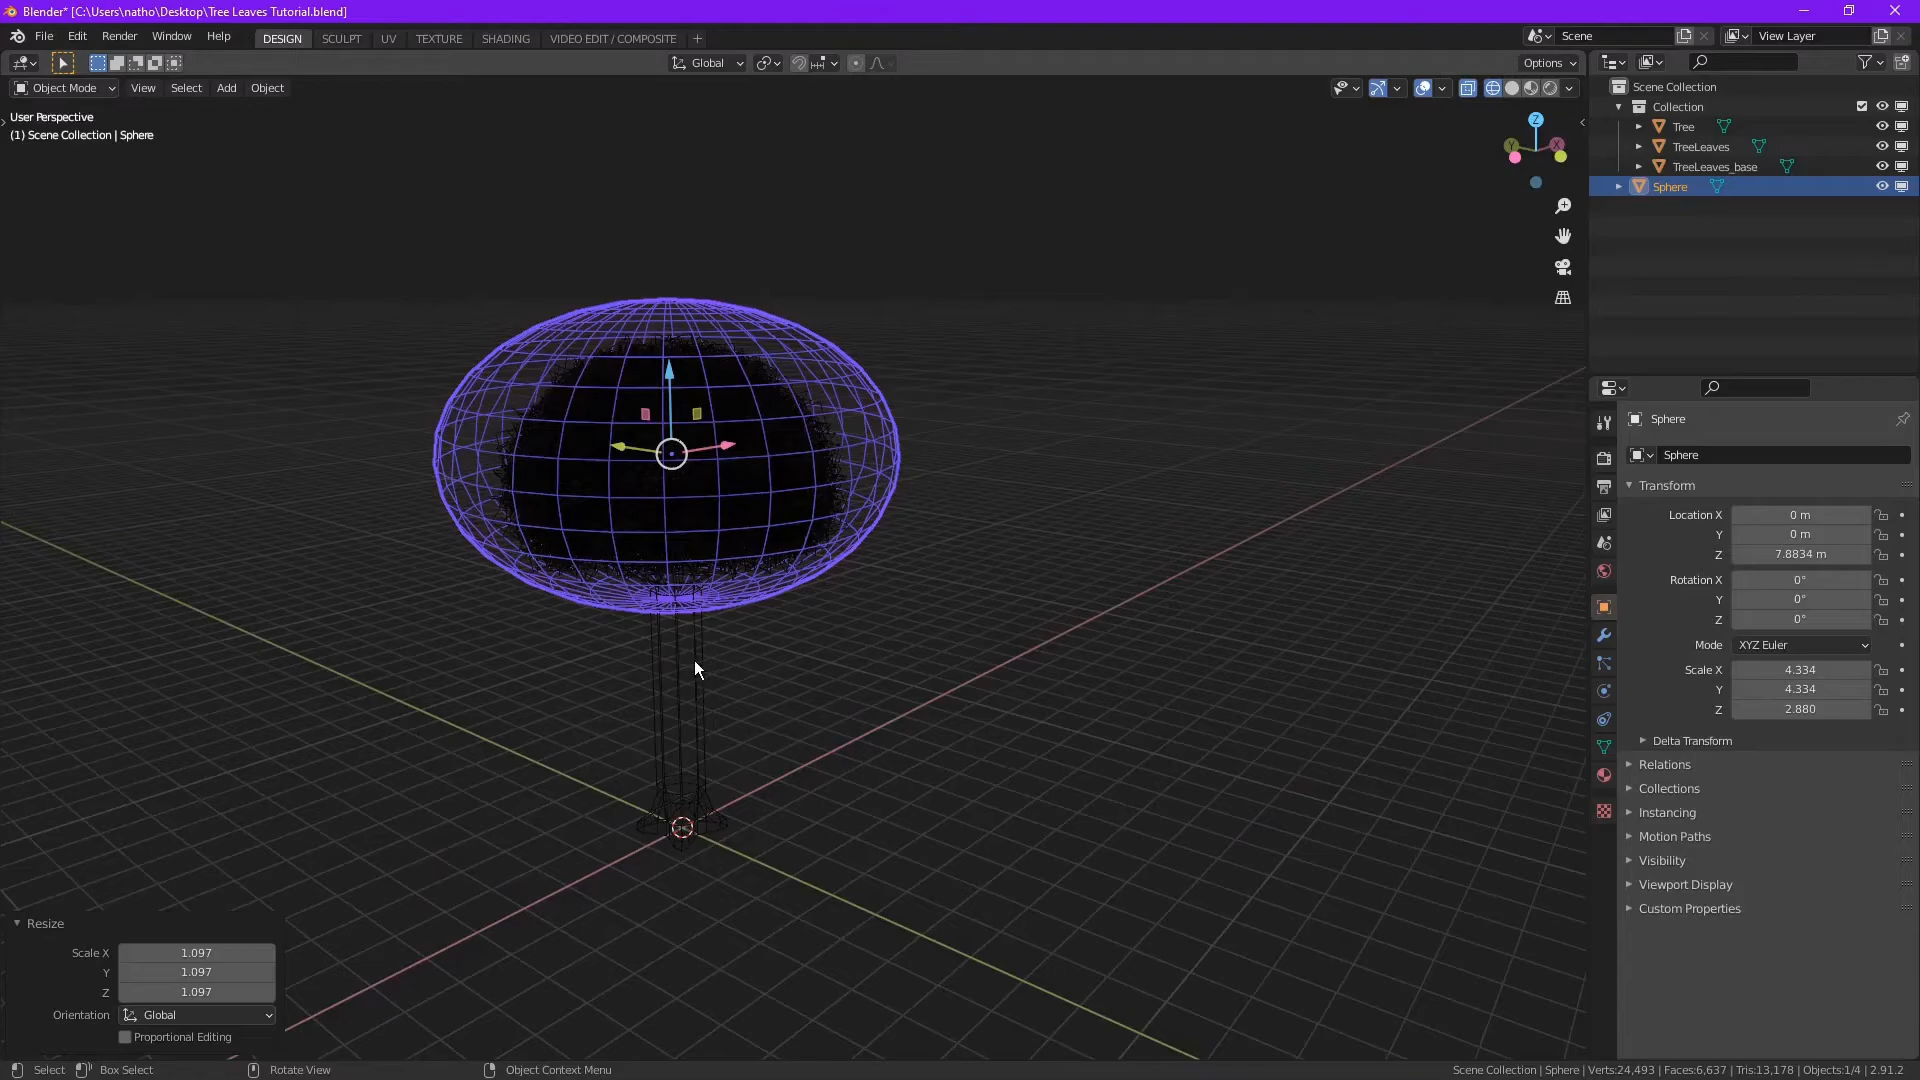 Blender* [C:\Users\natho\Desktop\Tree Leaves Tutorial.blend]
File Edit Render Window Help DESIGN SCULPT UV TEXTURE SHADING VIDEO EDIT / COMPOSITE + Scene View Layer
Global Options
Object Mode View Select Add Object
User Perspective
(1) Scene Collection | Sphere
Z
Y X
Scene Collection
Collection
Tree
TreeLeaves
TreeLeaves_base
Sphere
Sphere
Sphere
Transform
Location X 0 m
Y 0 m
Z 7.8834 m
Rotation X 0°
Y 0°
Z 0°
Mode XYZ Euler
Scale X 4.334
Y 4.334
Z 2.880
Delta Transform
Relations
Collections
Instancing
Motion Paths
Visibility
Viewport Display
Custom Properties
Resize
Scale X 1.097
Y 1.097
Z 1.097
Orientation Global
Proportional Editing
Select Box Select Rotate View Object Context Menu Scene Collection | Sphere | Verts:24,493 | Faces:6,637 | Tris:13,178 | Objects:1/4 | 2.91.2